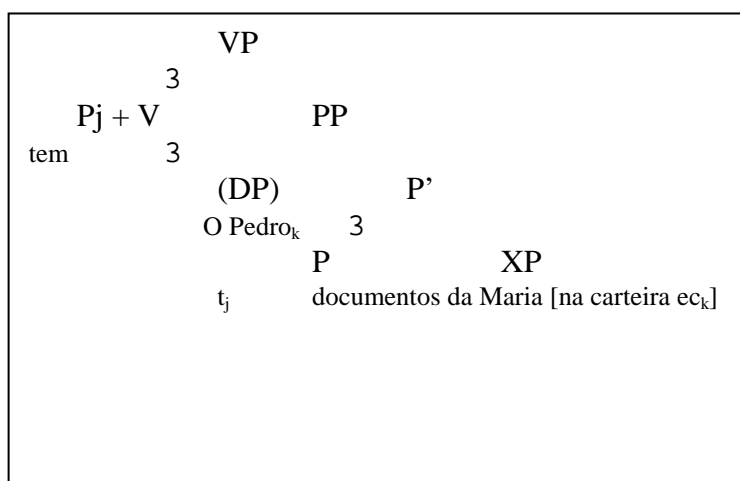 VP
3
Pj + V PP
tem 3
(DP) P’
O Pedrok 3
P XP
tj documentos da Maria [na carteira eck]